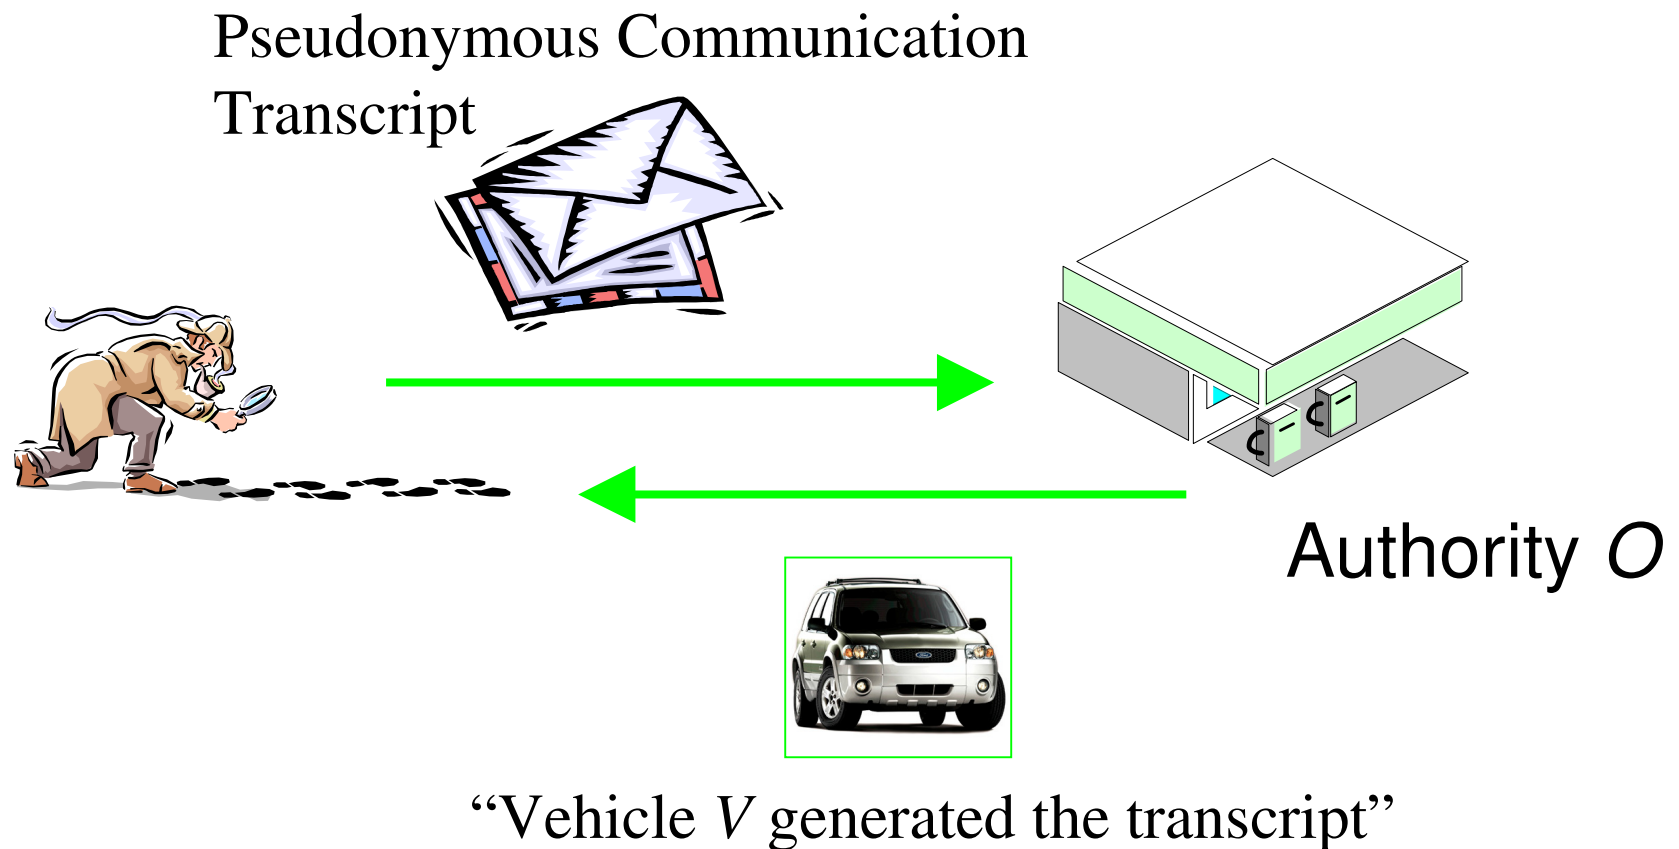 Pseudonymous Communication
Transcript
Authority O
“Vehicle V generated the transcript”